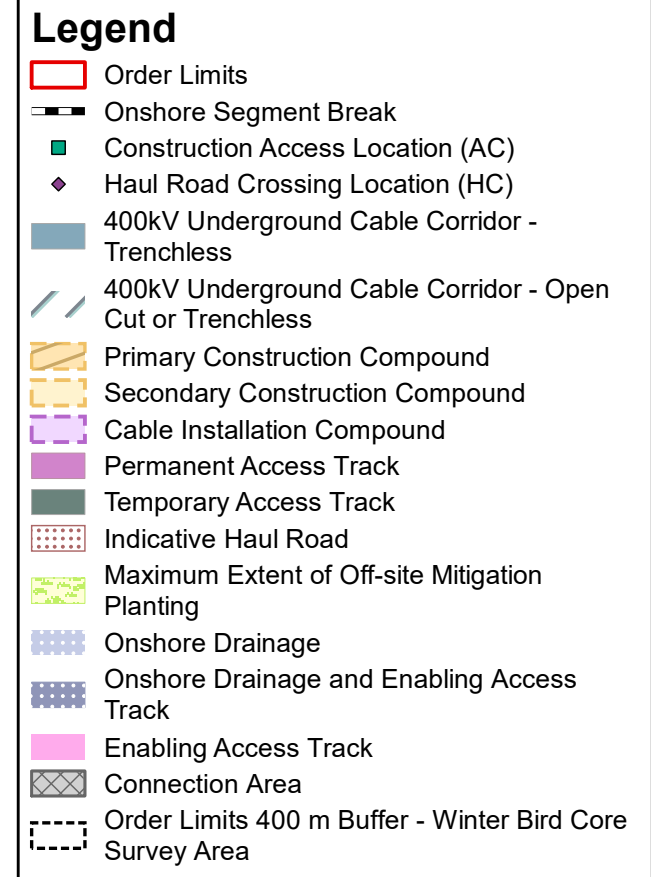 Legend
Order Limits
Onshore Segment Break
Construction Access Location (AC)
Haul Road Crossing Location (HC)
400kV Underground Cable Corridor -
Trenchless
400kV Underground Cable Corridor - Open
Cut or Trenchless
Primary Construction Compound
Secondary Construction Compound
Cable Installation Compound
Permanent Access Track
Temporary Access Track
Indicative Haul Road
Maximum Extent of Off-site Mitigation
Planting
Onshore Drainage
Onshore Drainage and Enabling Access
Track
Enabling Access Track
Connection Area
Order Limits 400 m Buffer - Winter Bird Core
Survey Area